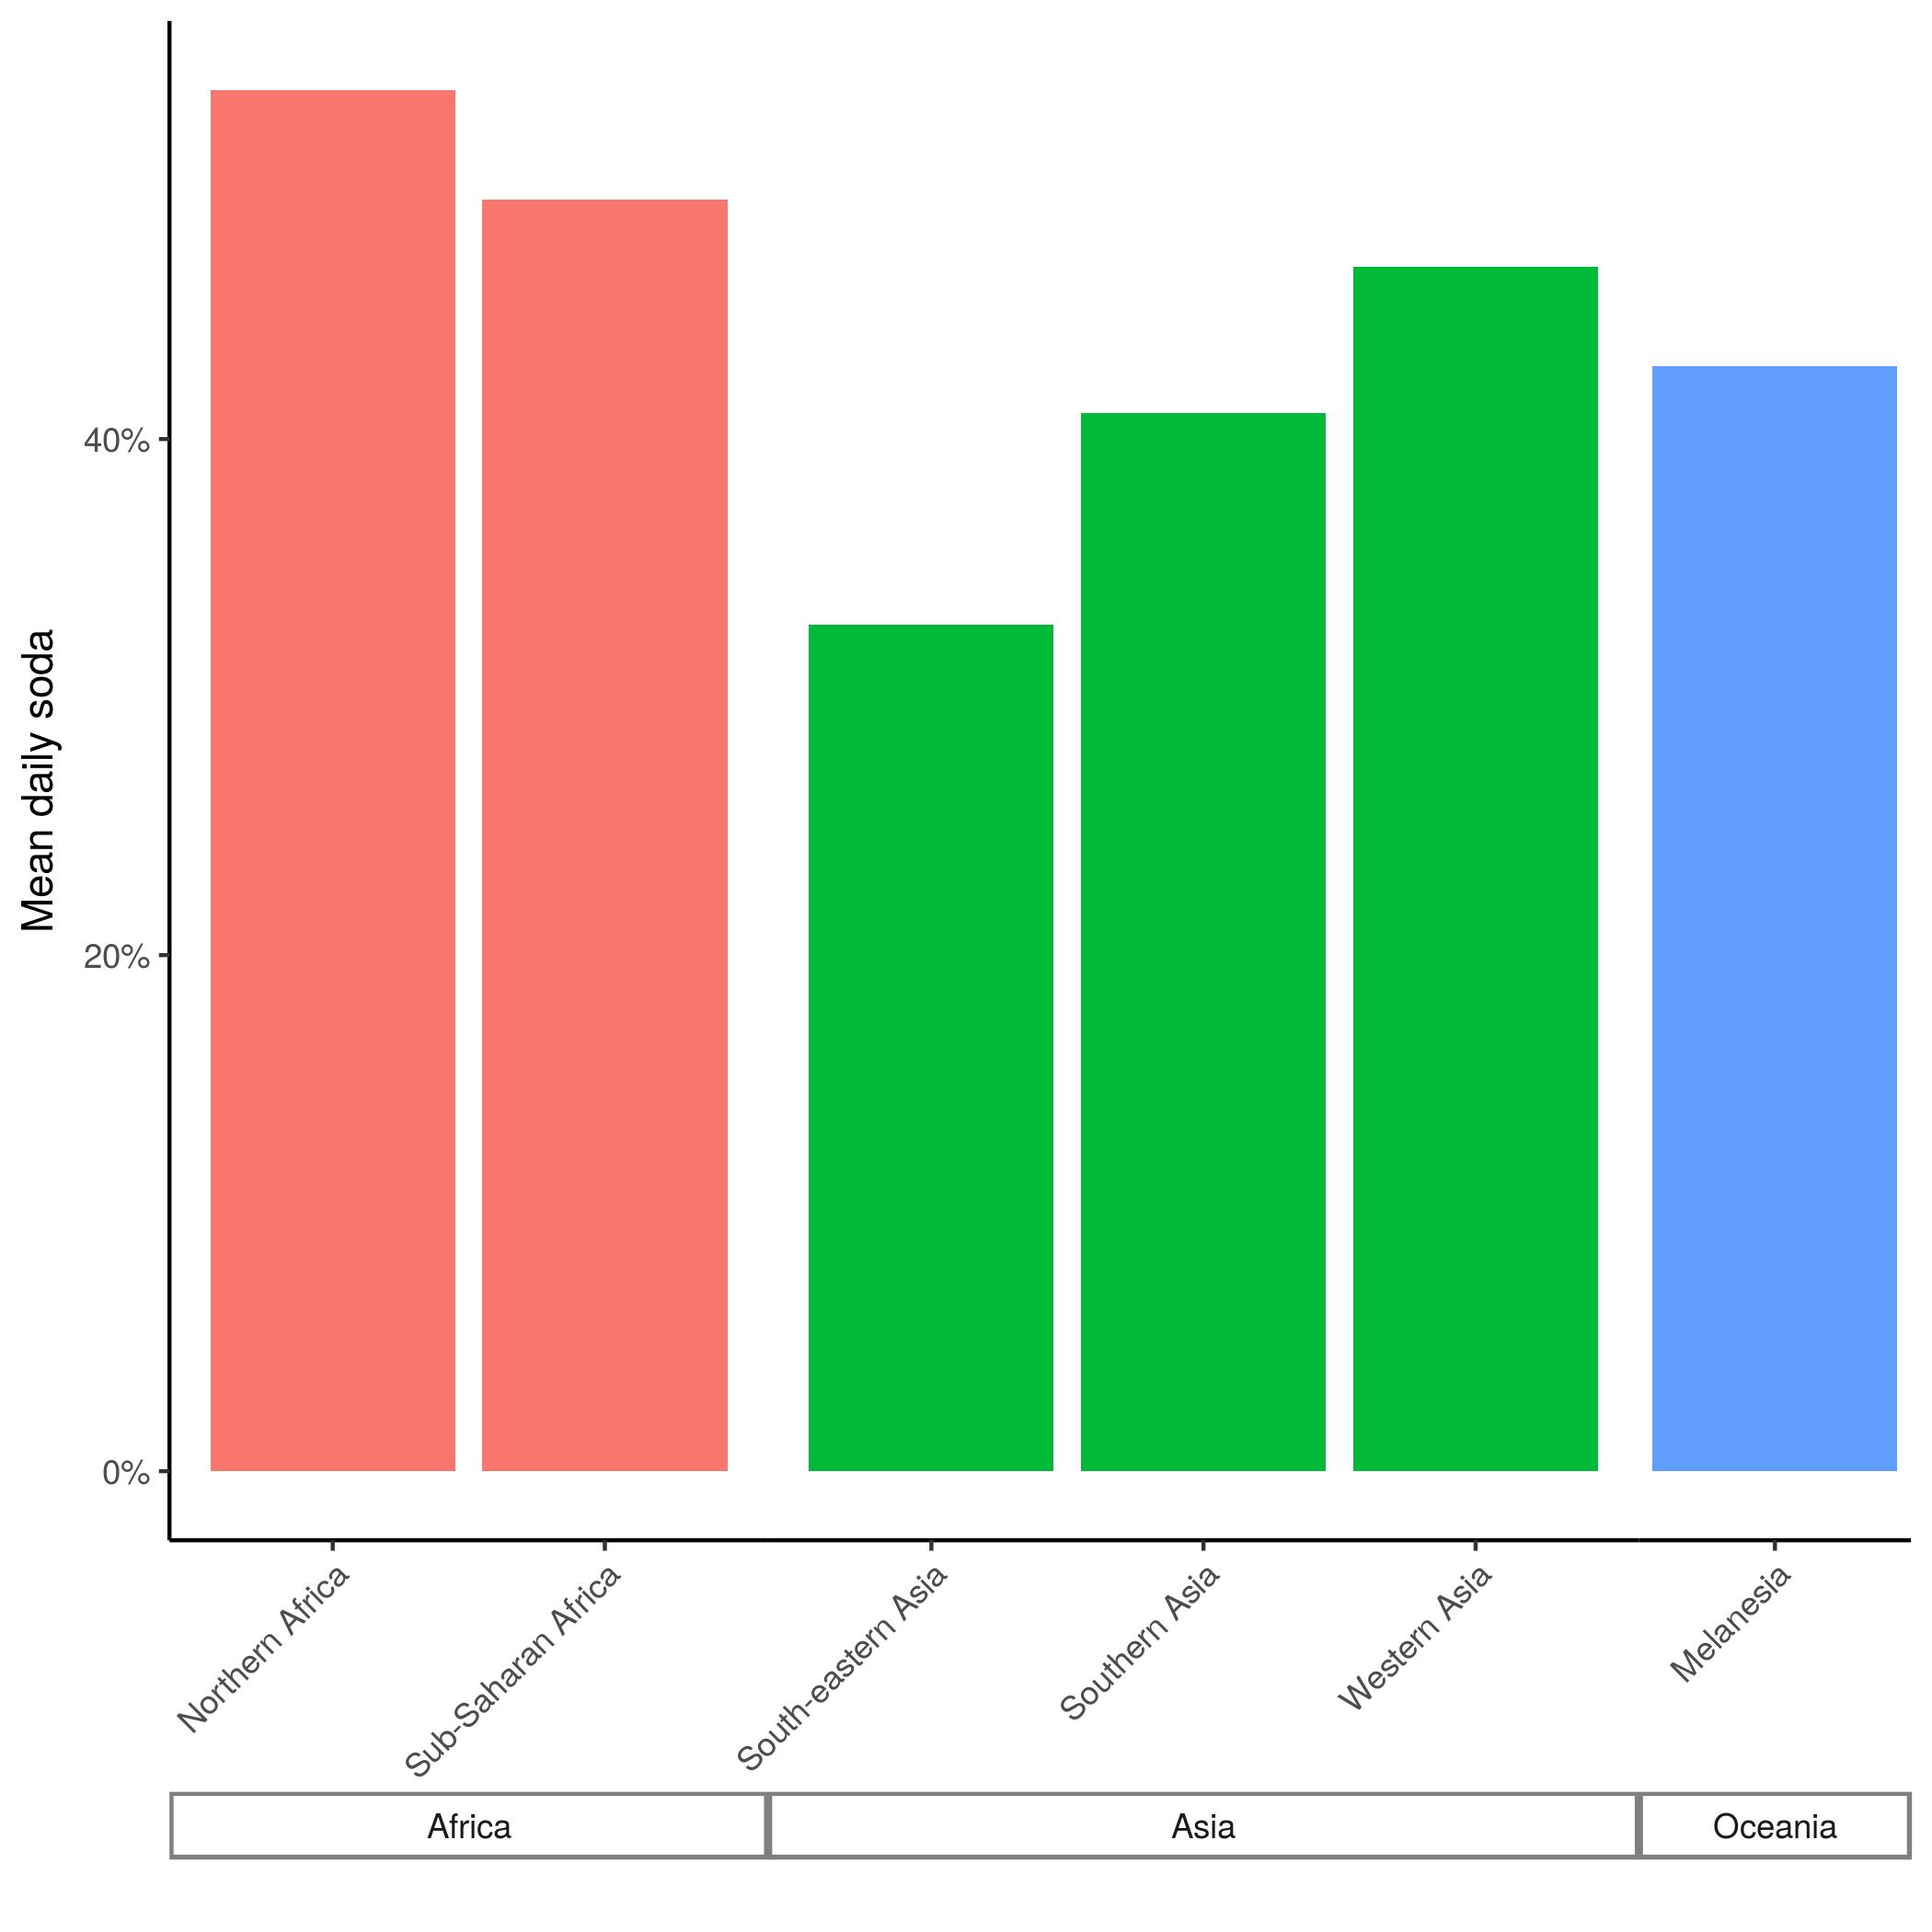 Mean daily soda
40%
20%
0%
Northern Africa
Sub-Saharan Africa
South-eastern Asia
Southern Asia
Western Asia
Melanesia
Africa
Asia
Oceania